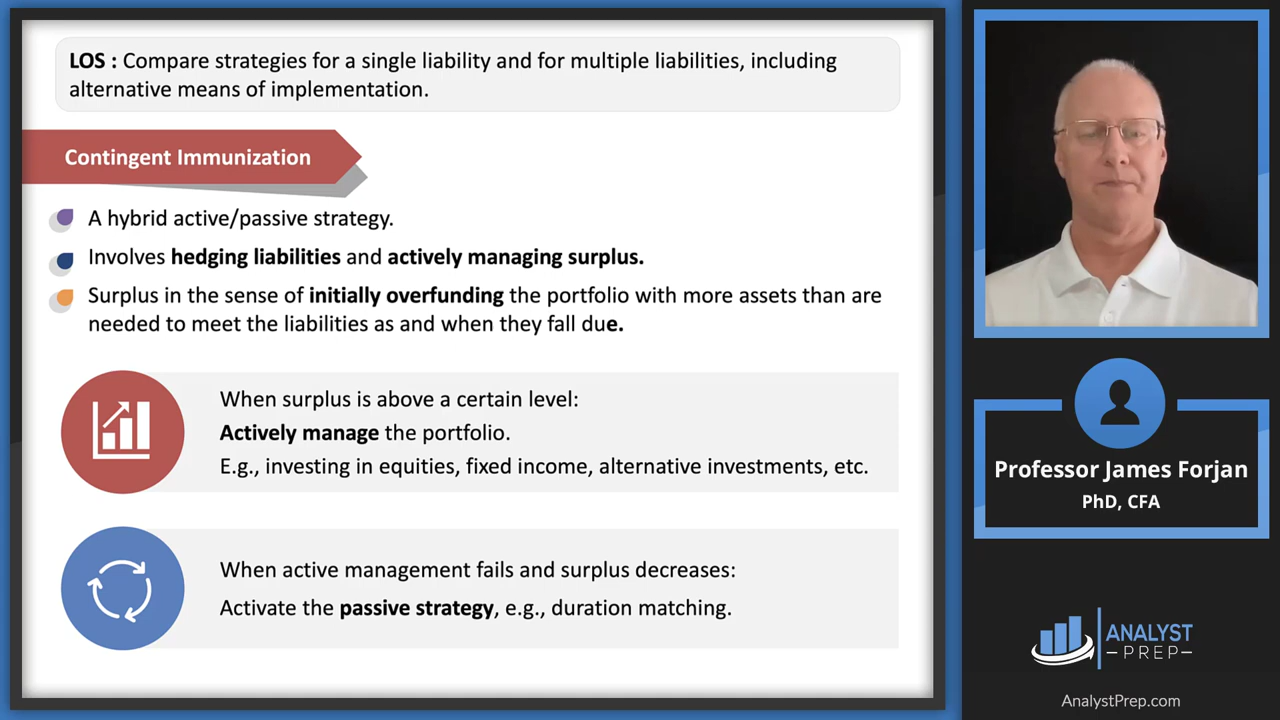 LOS : Compare strategies for a single liability and for multiple liabilities, including
alternative means of implementation.
Contingent Immunization
A hybrid active/passive strategy.
Involves hedging liabilities and actively managing surplus.
Surplus in the sense of initially overfunding the portfolio with more assets than are
needed to meet the liabilities as and when they fall due.
When surplus is above a certain level:
Actively manage the portfolio.
E.g., investing in equities, fixed income, alternative investments, etc.
When active management fails and surplus decreases:
Activate the passive strategy, e.g., duration matching.
Professor James Forjan
PhD, CFA
ANALYST
PREP
AnalystPrep.com